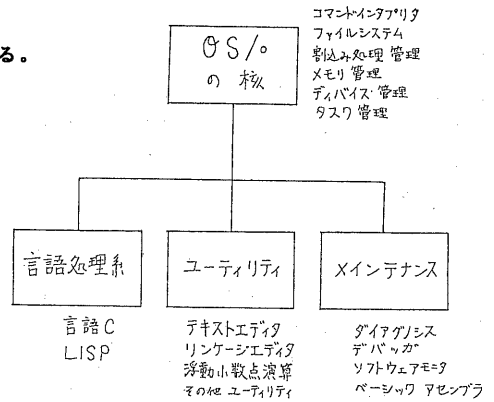 る。
OS/o
の核
コマンドインタプリタ
ファイルシステム
割込み処理 管理
メモリ 管理
ディバイス 管理
タスク 管理
言語処理系
ユーティリティ
メインテナンス
言語C
LISP
テキストエディタ
リンケージエディタ
浮動小数点演算
その他 ユーティリティ
ダイアグノシス
デバッガ
ソフトウェアモニタ
ベーシック アセンブラ